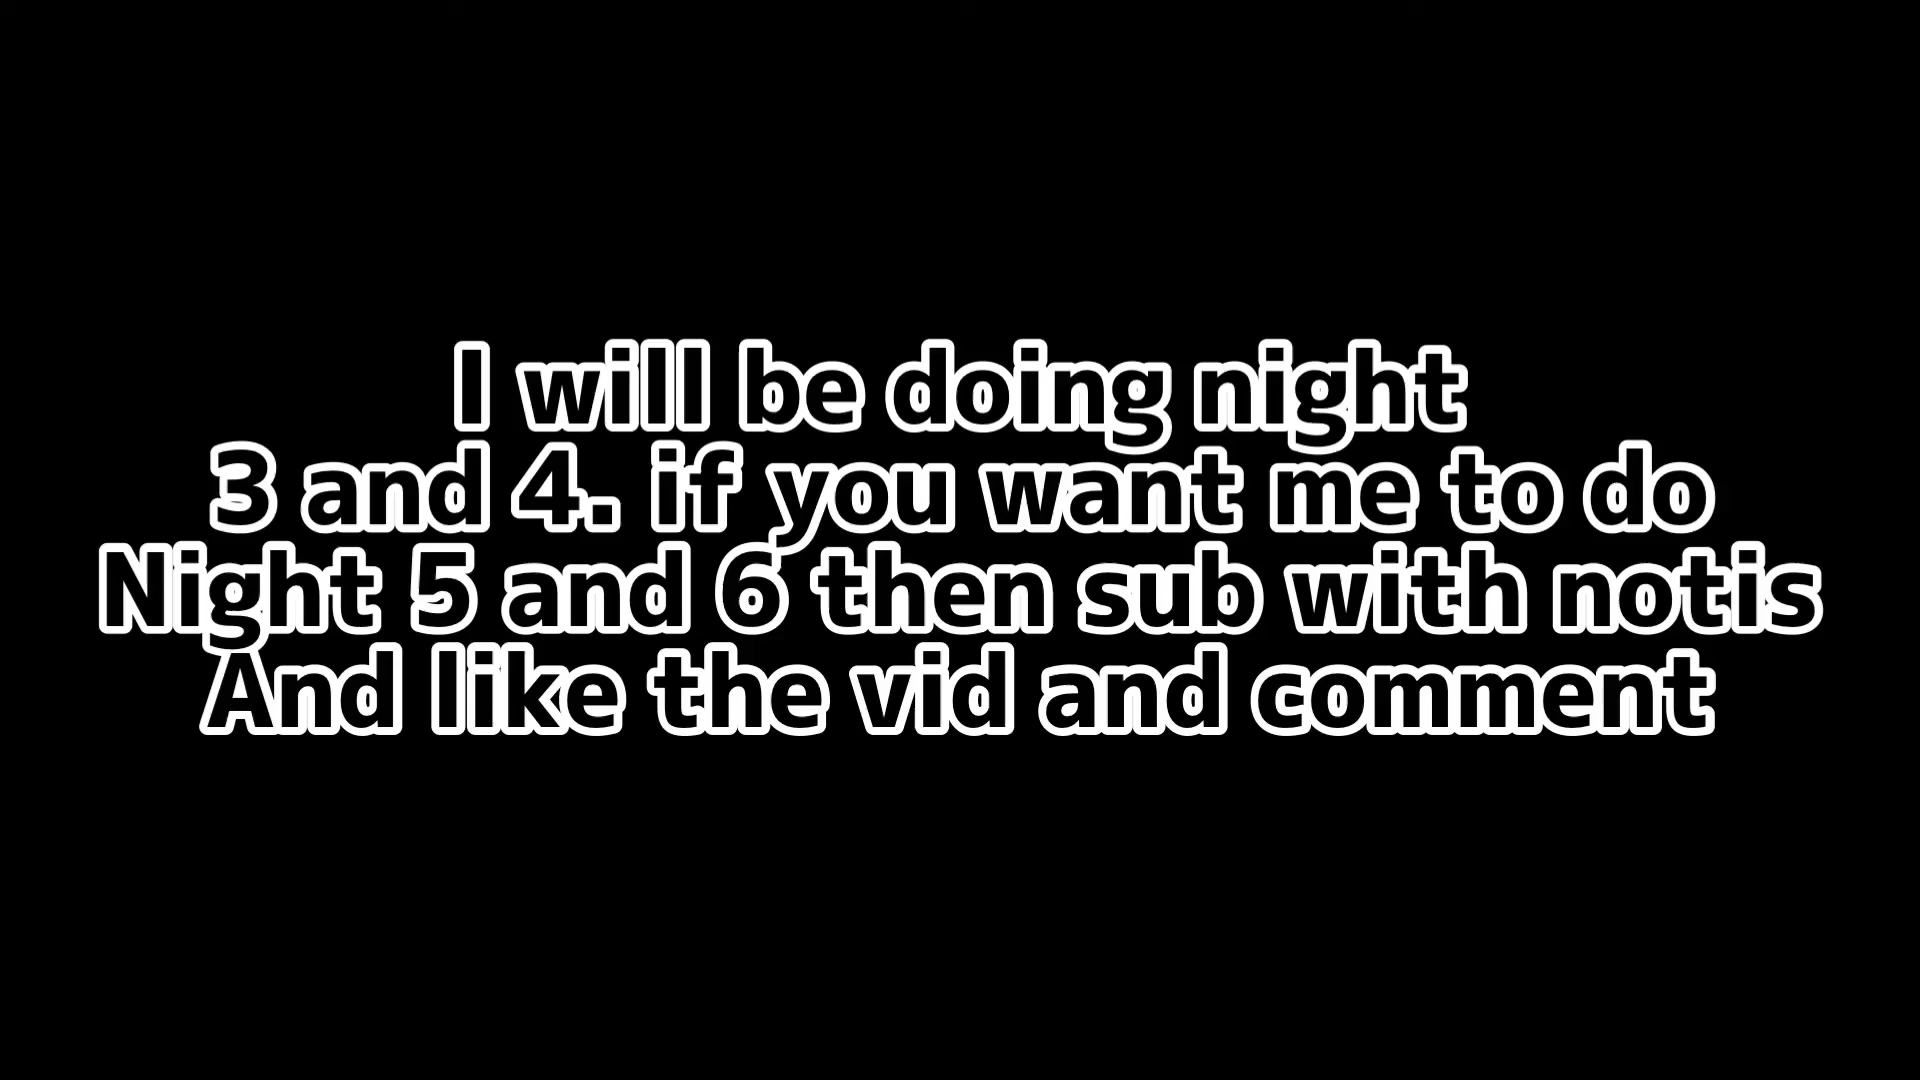 I will be doing night
3 and 4. if you want me to do
Night 5 and 6 then sub with notis
And like the vid and comment